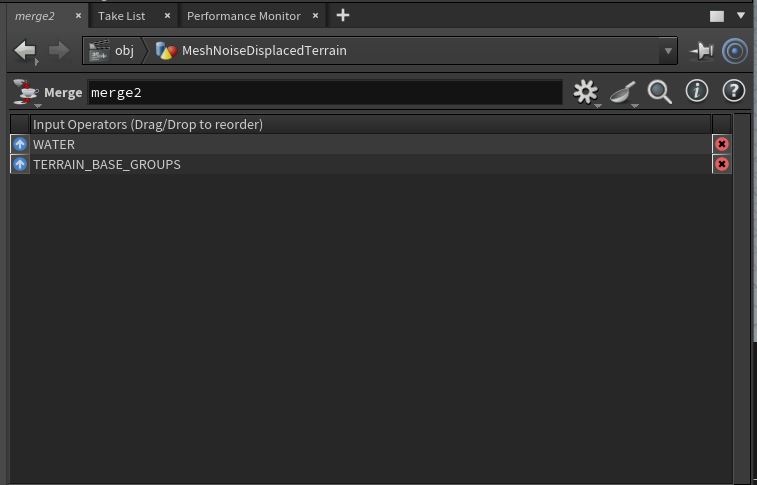 merge2 Take List Performance Monitor
obj MeshNoiseDisplacedTerrain
Merge merge2
Input Operators (Drag/Drop to reorder)
WATER
TERRAIN_BASE_GROUPS